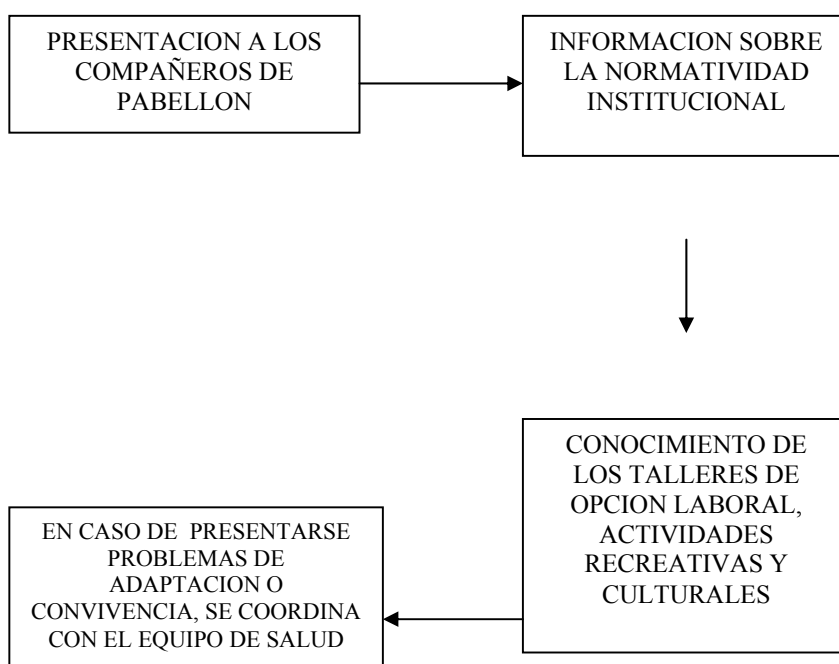 PRESENTACION A LOS
COMPAÑEROS DE
PABELLON
INFORMACION SOBRE
LA NORMATIVIDAD
INSTITUCIONAL
CONOCIMIENTO DE
LOS TALLERES DE
OPCION LABORAL,
ACTIVIDADES
RECREATIVAS Y
CULTURALES
EN CASO DE PRESENTARSE
PROBLEMAS DE
ADAPTACION O
CONVIVENCIA, SE COORDINA
CON EL EQUIPO DE SALUD